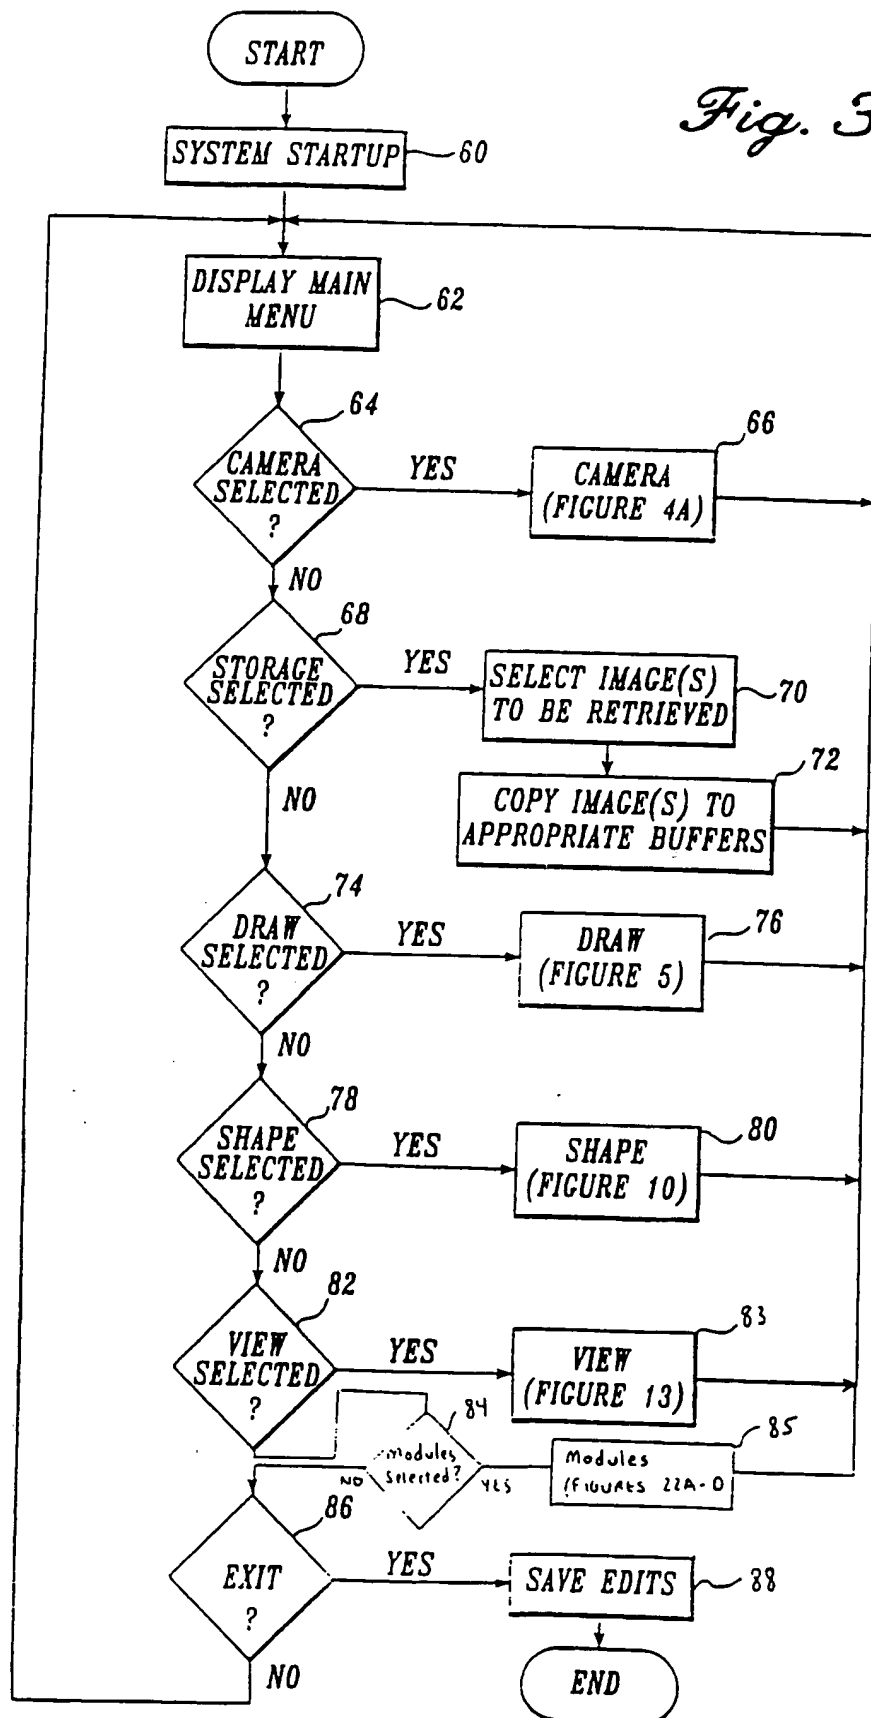 START
Fig. 3
SYSTEM STARTUP
60
DISPLAY MAIN
MENU
62
64
CAMERA
SELECTED
?
YES
66
CAMERA
(FIGURE 4A)
NO
68
STORAGE
SELECTED
?
YES
SELECT IMAGE(S)
TO BE RETRIEVED
70
72
COPY IMAGE(S) TO
APPROPRIATE BUFFERS
NO
74
DRAW
SELECTED
?
YES
76
DRAW
(FIGURE 5)
NO
78
SHAPE
SELECTED
?
YES
80
SHAPE
(FIGURE 10)
NO
82
VIEW
SELECTED
?
YES
83
VIEW
(FIGURE 13)
84
Modules
Selected?
NO
YES
85
Modules
(FIGURES 22A-D
86
EXIT
?
YES
SAVE EDITS
88
NO
END